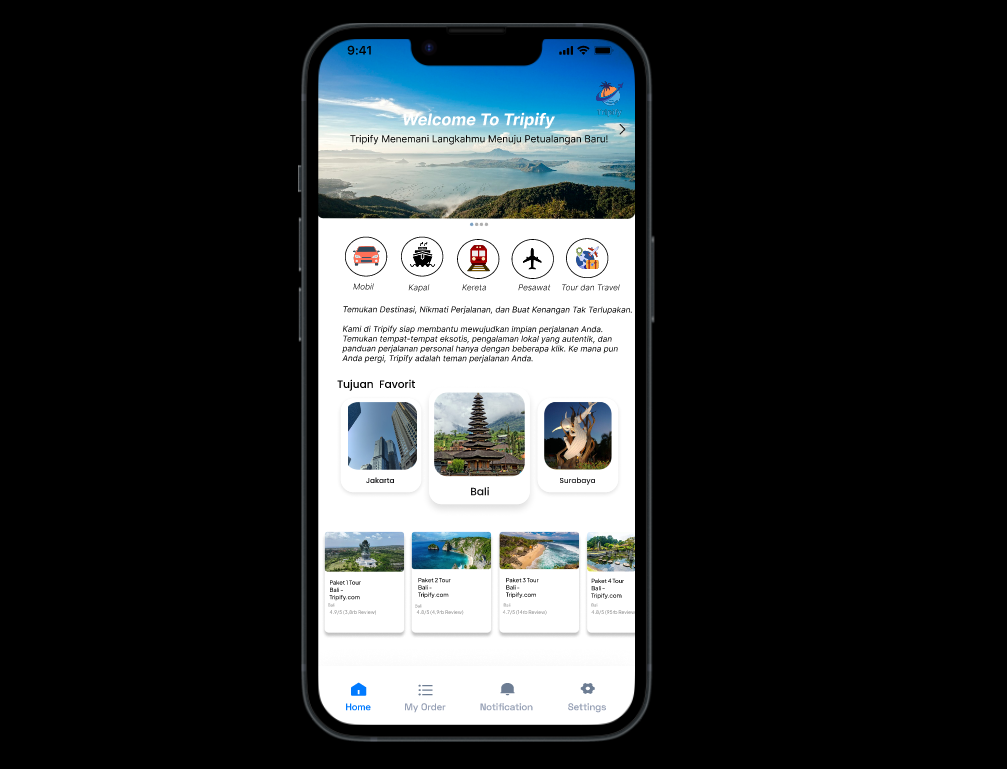 9:41
Tripify
Welcome To Tripify
Tripify Menemani Langkahmu Menuju Petualangan Baru!
Mobil
Kapal
Kereta
Pesawat
Tour dan Travel
Temukan Destinasi, Nikmati Perjalanan, dan Buat Kenangan Tak Terlupakan.
Kami di Tripify siap membantu mewujudkan impian perjalanan Anda.
Temukan tempat-tempat eksotis, pengalaman lokal yang autentik, dan
panduan perjalanan personal hanya dengan beberapa klik. Ke mana pun
Anda pergi, Tripify adalah teman perjalanan Anda.
Tujuan Favorit
Jakarta
Bali
Surabaya
Paket 1 Tour
Bali -
Tripify.com
Bali
4.9/5 (3,8rb Review)
Paket 2 Tour
Bali -
Tripify.com
Bali
4.8/5 (4,9rb Review)
Paket 3 Tour
Bali -
Tripify.com
Bali
4.7/5 (14rb Review)
Paket 4 Tour
Bali -
Tripify.com
Bali
4.8/5 (95rb Review)
Home
My Order
Notification
Settings